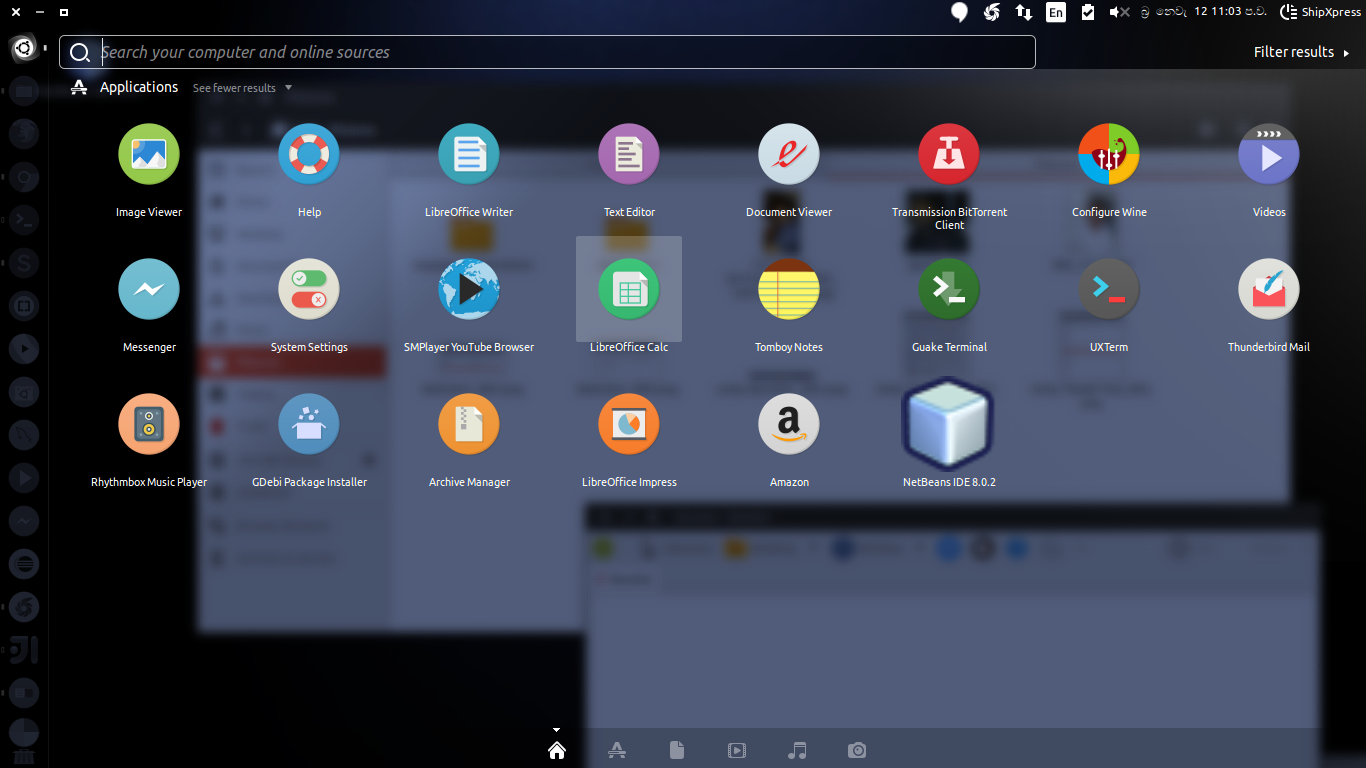 En බ්‍ර නොවැ 12 11:03 ප.ව. ShipXpress
Search your computer and online sources
Filter results
Applications See fewer results
Image Viewer
Help
LibreOffice Writer
Text Editor
Document Viewer
Transmission BitTorrent
Client
Configure Wine
Videos
Messenger
System Settings
SMPlayer YouTube Browser
LibreOffice Calc
Tomboy Notes
Guake Terminal
UXTerm
Thunderbird Mail
Rhythmbox Music Player
GDebi Package Installer
Archive Manager
LibreOffice Impress
Amazon
NetBeans IDE 8.0.2